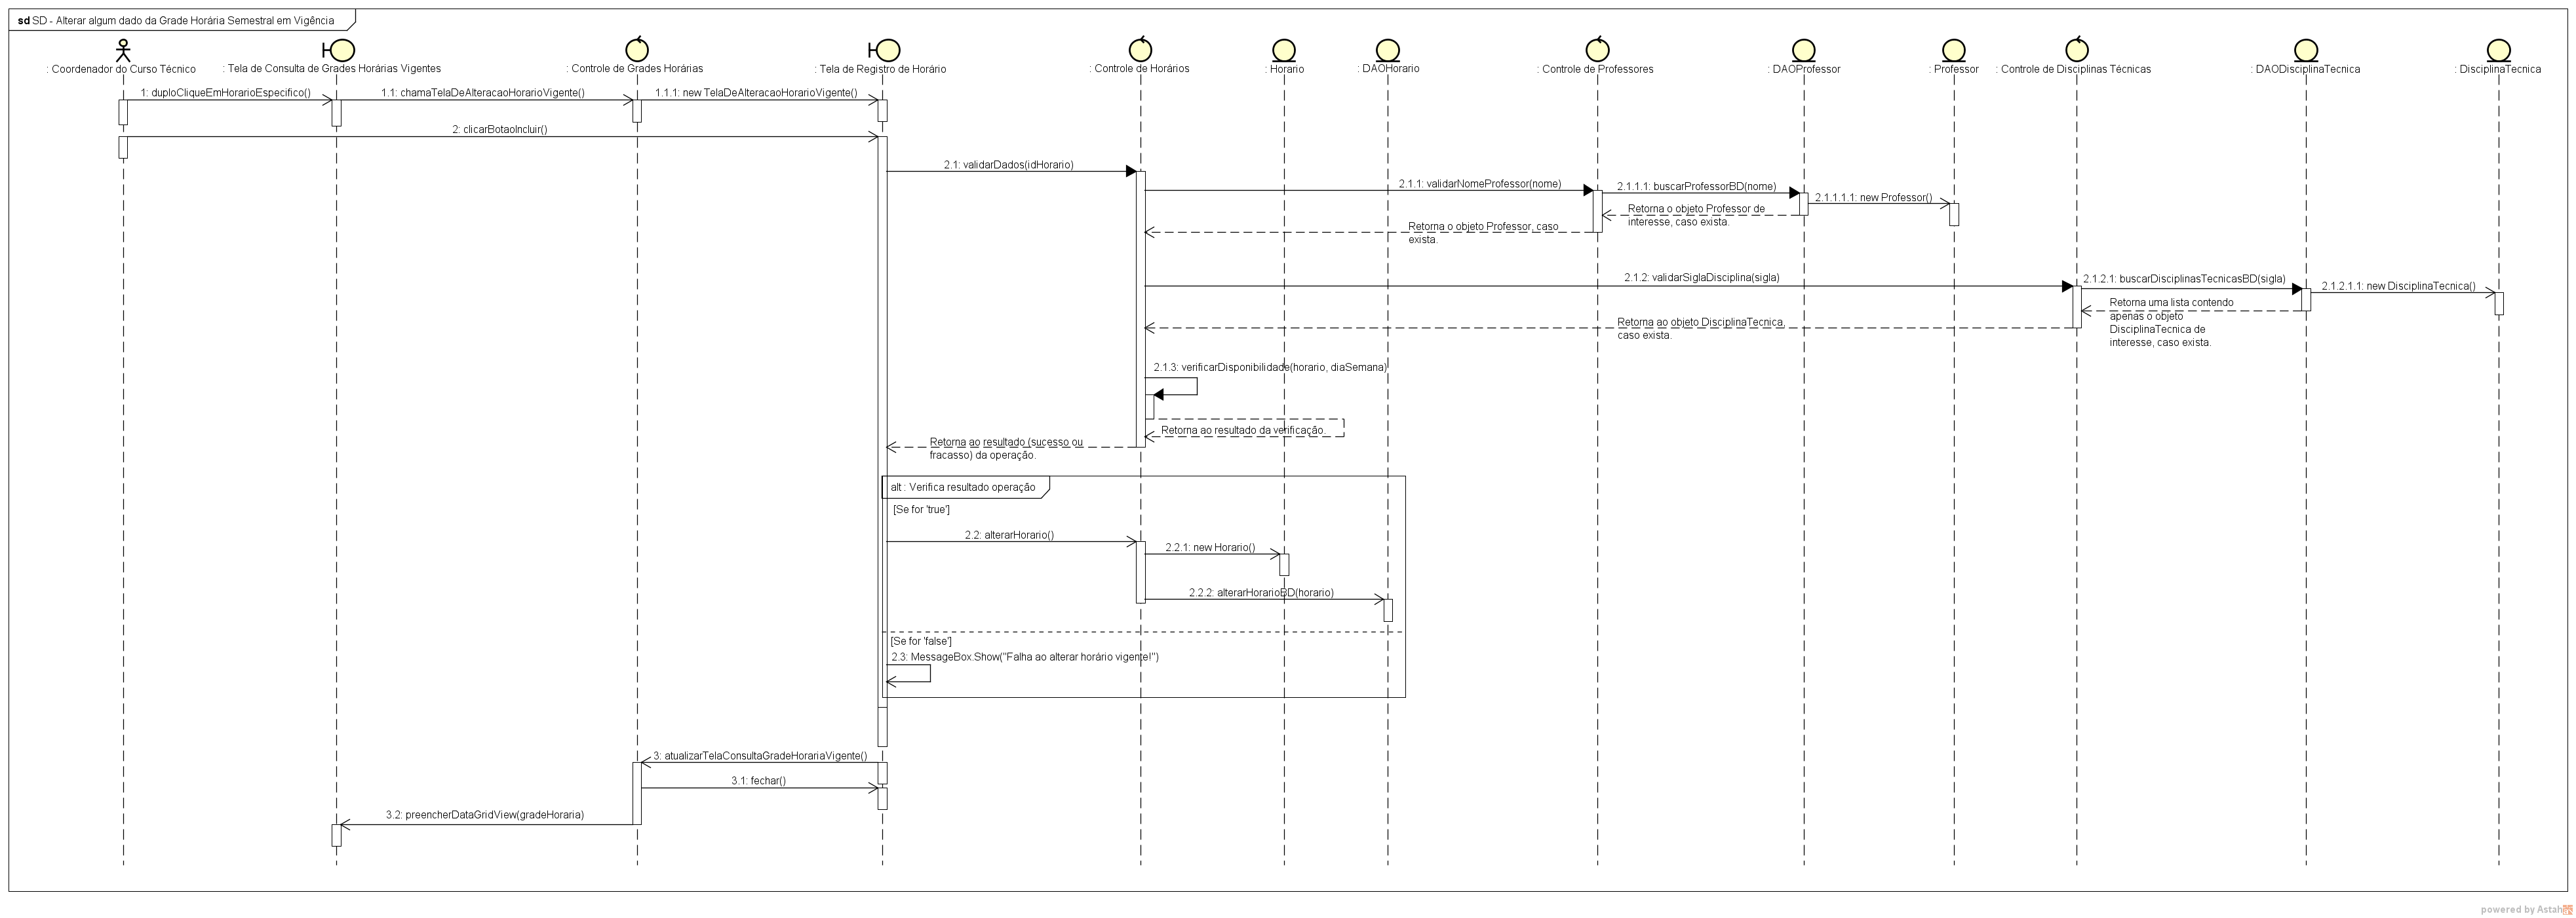 sd SD - Alterar algum dado da Grade Horária Semestral em Vigência
: Coordenador do Curso Técnico
: Tela de Consulta de Grades Horárias Vigentes
: Controle de Grades Horárias
: Tela de Registro de Horário
: Controle de Horários
: Horario
: DAOHorario
: Controle de Professores
: DAOProfessor
: Professor
: Controle de Disciplinas Técnicas
: DAODisciplinaTecnica
: DisciplinaTecnica
1: duploCliqueEmHorarioEspecifico()
1.1: chamaTelaDeAlteracaoHorarioVigente()
1.1.1: new TelaDeAlteracaoHorarioVigente()
2: clicarBotaoIncluir()
2.1: validarDados(idHorario)
2.1.1: validarNomeProfessor(nome)
2.1.1.1: buscarProfessorBD(nome)
2.1.1.1.1: new Professor()
Retorna o objeto Professor de
interesse, caso exista.
Retorna o objeto Professor, caso
exista.
2.1.2: validarSiglaDisciplina(sigla)
2.1.2.1: buscarDisciplinasTecnicasBD(sigla)
2.1.2.1.1: new DisciplinaTecnica()
Retorna uma lista contendo
apenas o objeto
DisciplinaTecnica de
interesse, caso exista.
Retorna ao objeto DisciplinaTecnica,
caso exista.
2.1.3: verificarDisponibilidade(horario, diaSemana)
Retorna ao resultado da verificação.
Retorna ao resultado (sucesso ou
fracasso) da operação.
alt : Verifica resultado operação
[Se for 'true']
2.2: alterarHorario()
2.2.1: new Horario()
2.2.2: alterarHorarioBD(horario)
[Se for 'false']
2.3: MessageBox.Show("Falha ao alterar horário vigente!")
3: atualizarTelaConsultaGradeHorariaVigente()
3.1: fechar()
3.2: preencherDataGridView(gradeHoraria)
powered by Astah